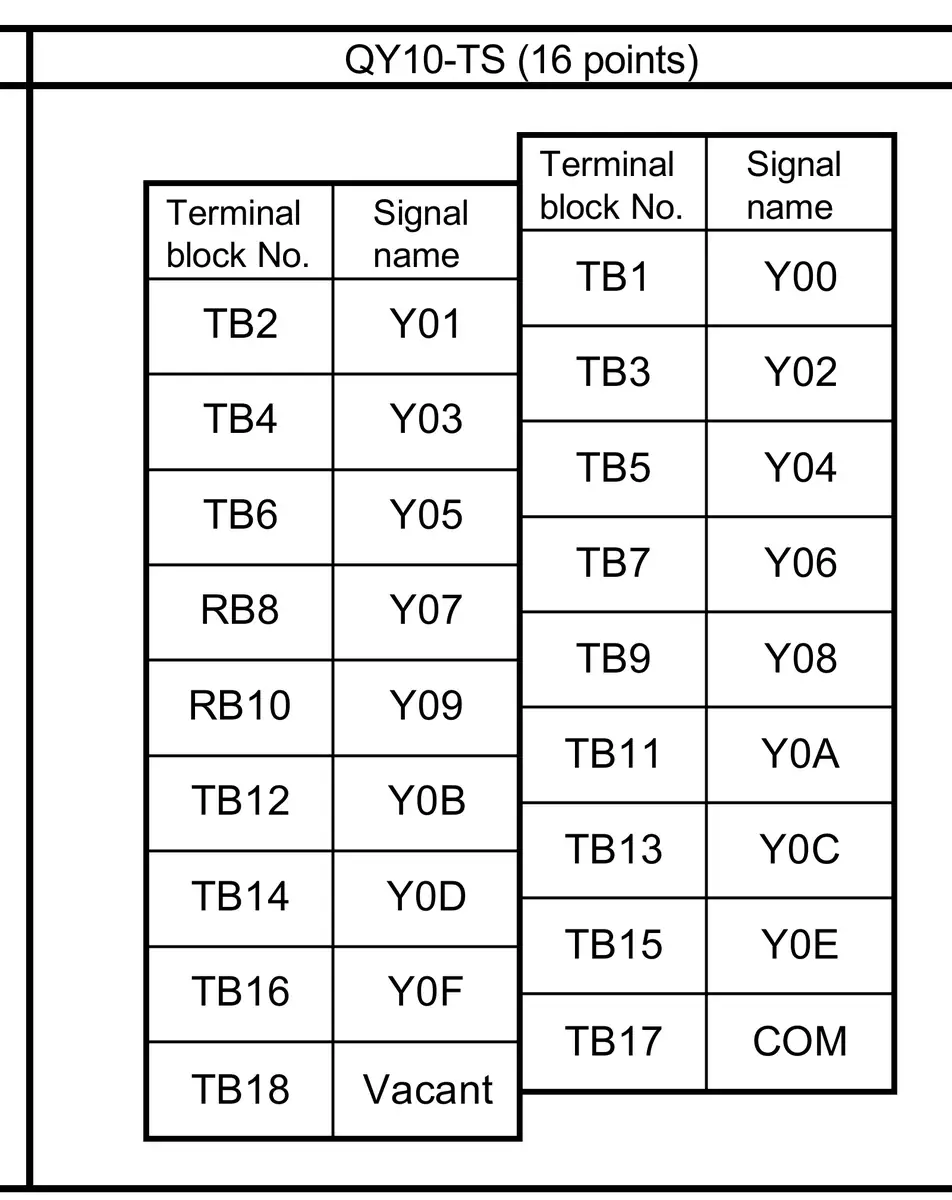 QY10-TS (16 points)
Terminal
block No.
Signal
name
TB2
Y01
TB4
Y03
TB6
Y05
RB8
Y07
RB10
Y09
TB12
Y0B
TB14
Y0D
TB16
Y0F
TB18
Vacant
Terminal
block No.
Signal
name
TB1
Y00
TB3
Y02
TB5
Y04
TB7
Y06
TB9
Y08
TB11
Y0A
TB13
Y0C
TB15
Y0E
TB17
COM